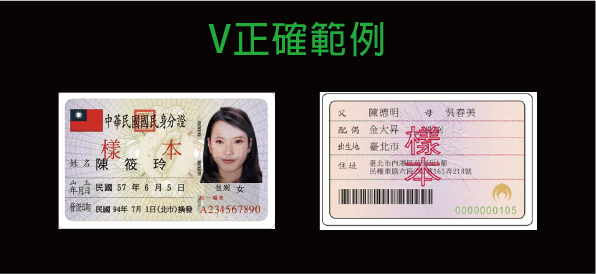 V正確範例
中華民國國民身分證
樣 本
姓名 陳 筱 玲
出生年月日 民國 57 年 6 月 5 日
性別 女
統一編號
發證日期 民國 94年 7月 1日(北市)換發 A234567890
父 陳德明 母 吳春美
配偶 金大昇 役別
出生地 臺北市
樣本
住址 臺北市內湖區
民權東路六段 165弄218號
0000000105